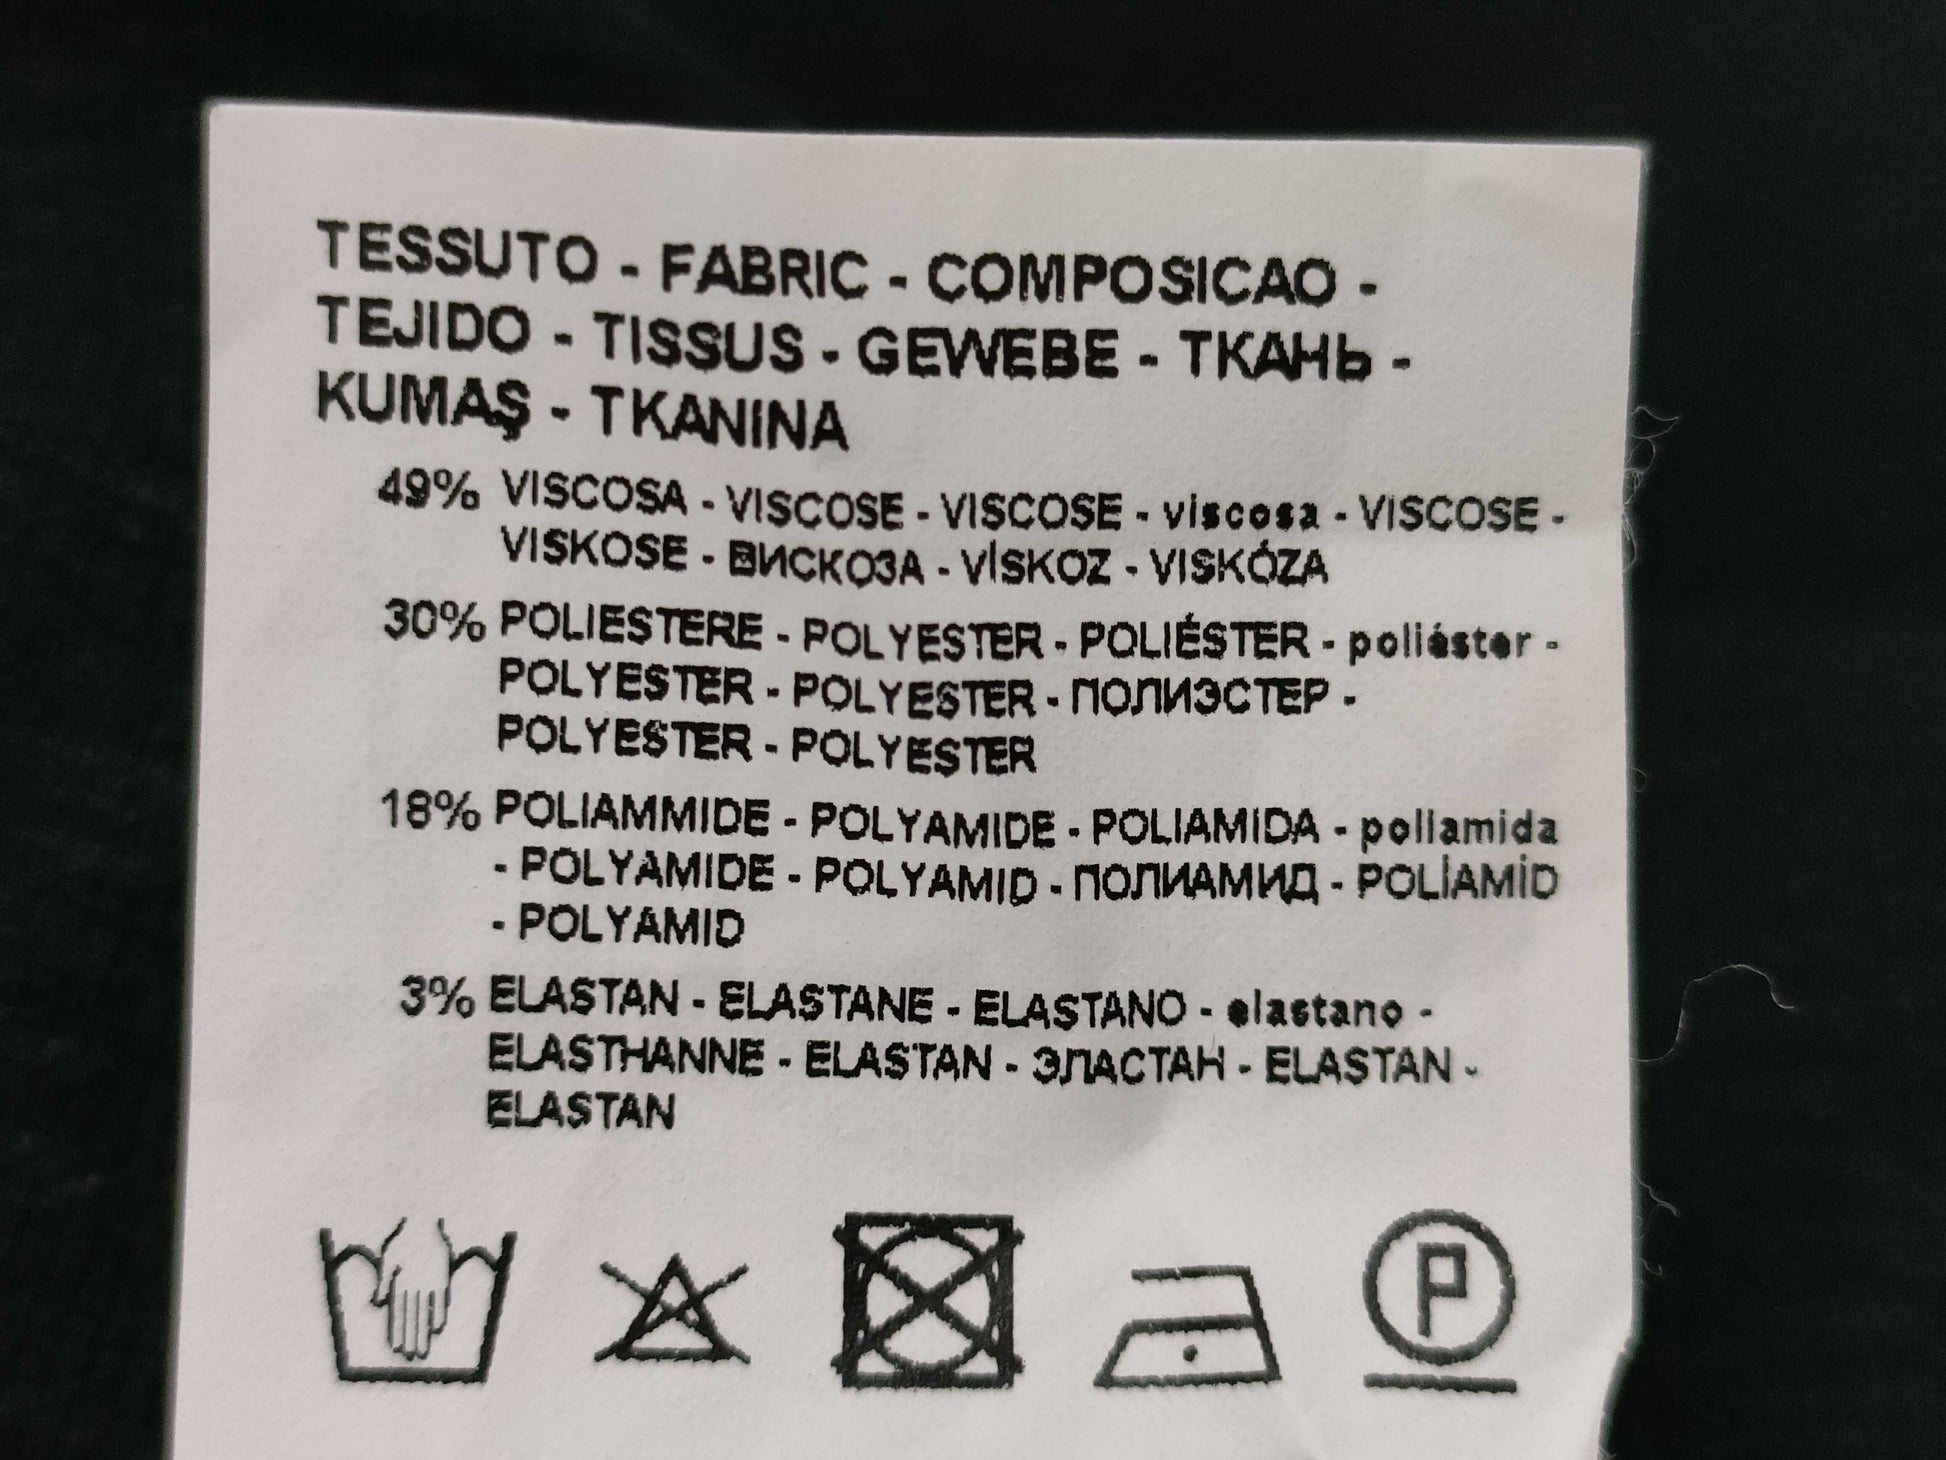 TESSUTO - FABRIC - COMPOSICAO -
TEJIDO - TISSUS - GEWEBE - ТКАНЬ -
KUMAŞ - TKANINA
49% VISCOSA - VISCOSE - VISCOSE - viscosa - VISCOSE -
VISKOSE - ВИСКОЗА - VİSKOZ - VISKÓZA
30% POLIESTERE - POLYESTER - POLIÉSTER - poliéster -
POLYESTER - POLYESTER - ПОЛИЭСТЕР -
POLYESTER - POLYESTER
18% POLIAMMIDE - POLYAMIDE - POLIAMIDA - poliamida
- POLYAMIDE - POLYAMID - ПОЛИАМИД - POLİAMİD
- POLYAMID
3% ELASTAN - ELASTANE - ELASTANO - elastano -
ELASTHANNE - ELASTAN - ЭЛАСТАН - ELASTAN -
ELASTAN
P